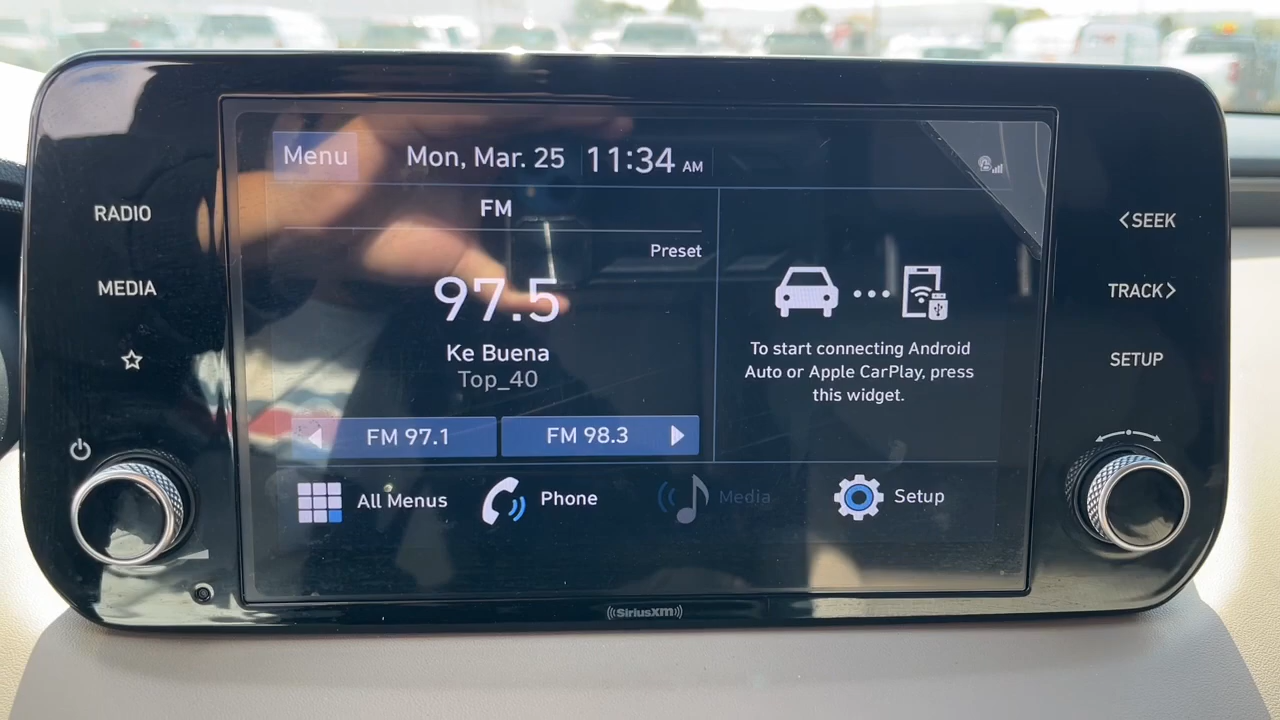 RADIO
MEDIA
Menu
Mon, Mar. 25
11:34 AM
FM
Preset
97.5
Ke Buena
Top_40
FM 97.1
FM 98.3
To start connecting Android
Auto or Apple CarPlay, press
this widget.
All Menus
Phone
Media
Setup
<SEEK
TRACK>
SETUP
SiriusXM